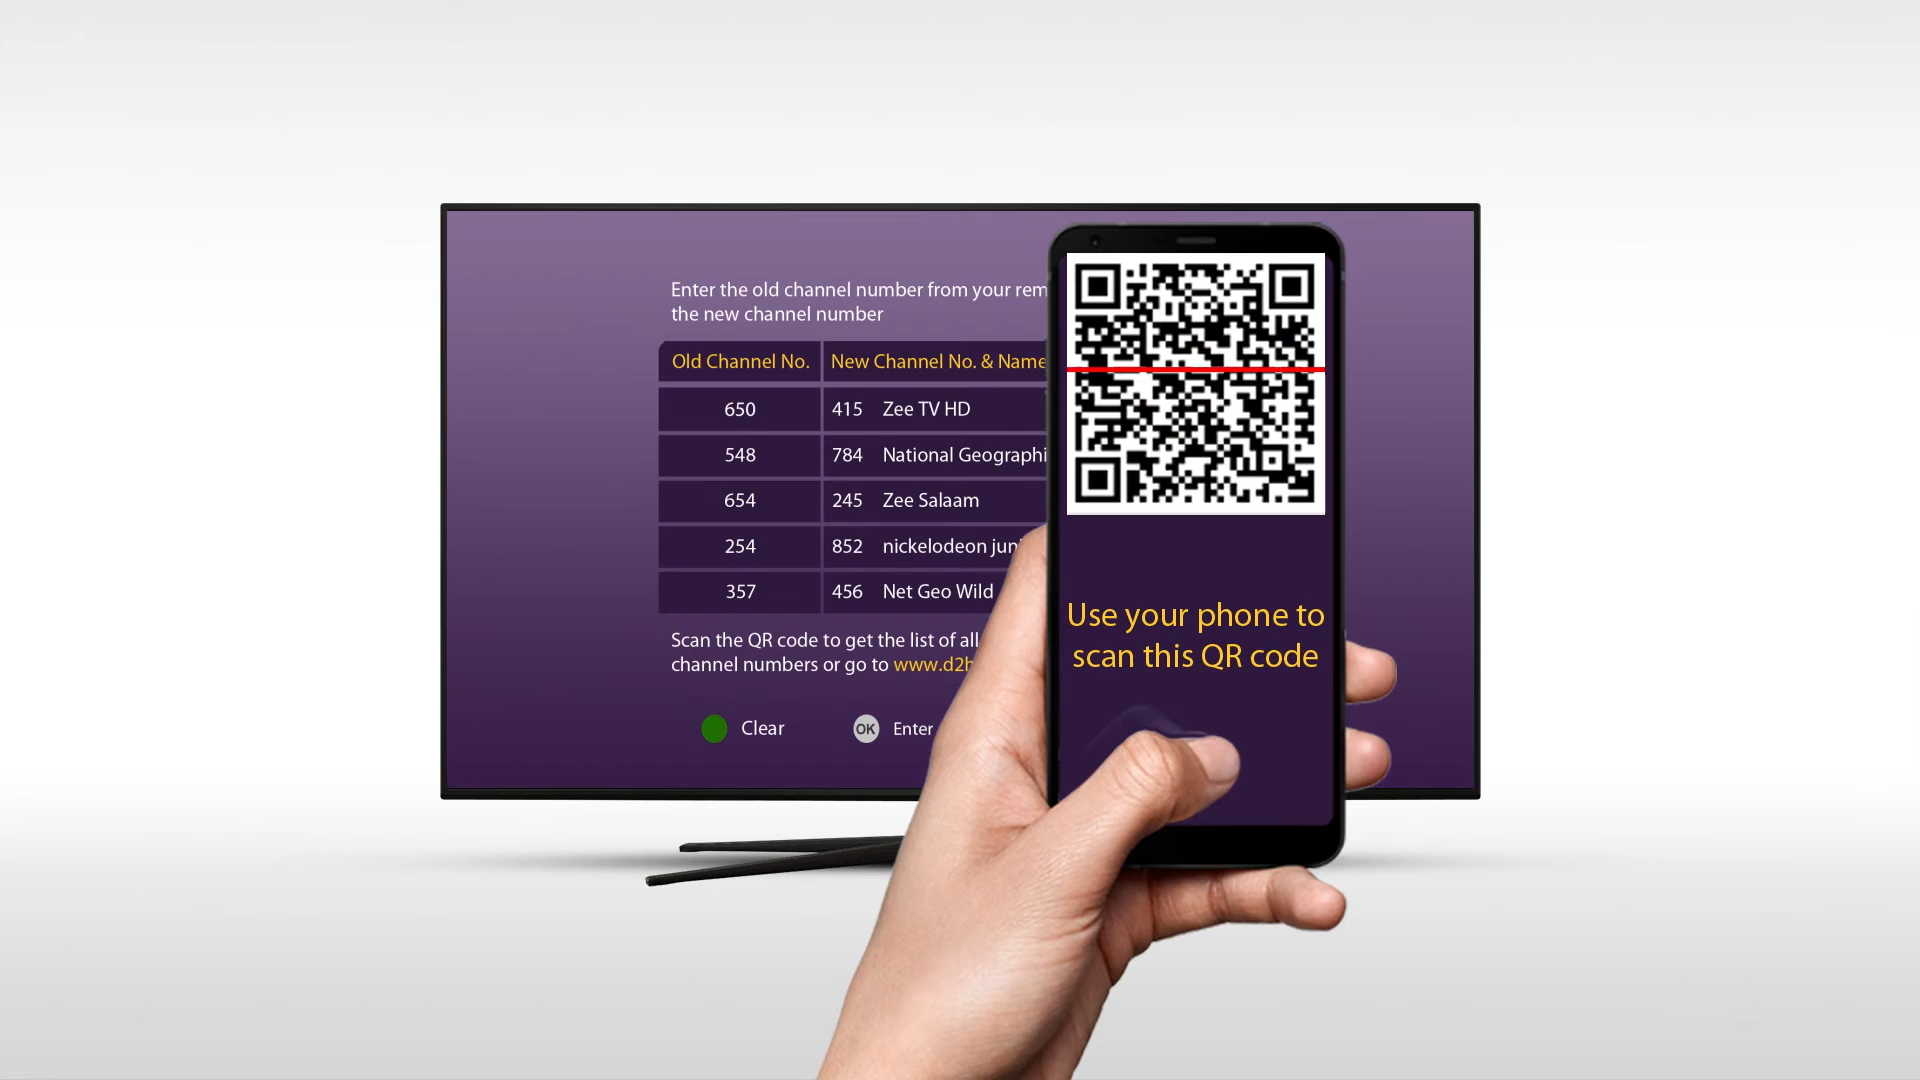 Enter the old channel number from your rem
the new channel number
Old Channel No. New Channel No. & Name
650 415 Zee TV HD
548 784 National Geographi
654 245 Zee Salaam
254 852 nickelodeon juni
357 456 Net Geo Wild
Scan the QR code to get the list of all
channel numbers or go to www.d2h
Clear OK Enter
Use your phone to
scan this QR code